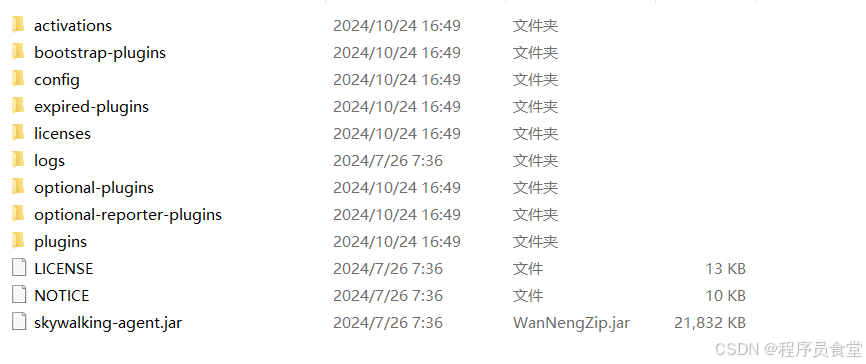 activations 2024/10/24 16:49 文件夹
bootstrap-plugins 2024/10/24 16:49 文件夹
config 2024/10/24 16:49 文件夹
expired-plugins 2024/10/24 16:49 文件夹
licenses 2024/10/24 16:49 文件夹
logs 2024/7/26 7:36 文件夹
optional-plugins 2024/10/24 16:49 文件夹
optional-reporter-plugins 2024/10/24 16:49 文件夹
plugins 2024/10/24 16:49 文件夹
LICENSE 2024/7/26 7:36 文件 13 KB
NOTICE 2024/7/26 7:36 文件 10 KB
skywalking-agent.jar 2024/7/26 7:36 WanNengZip.jar 21,832 KB
CSDN @程序员食堂